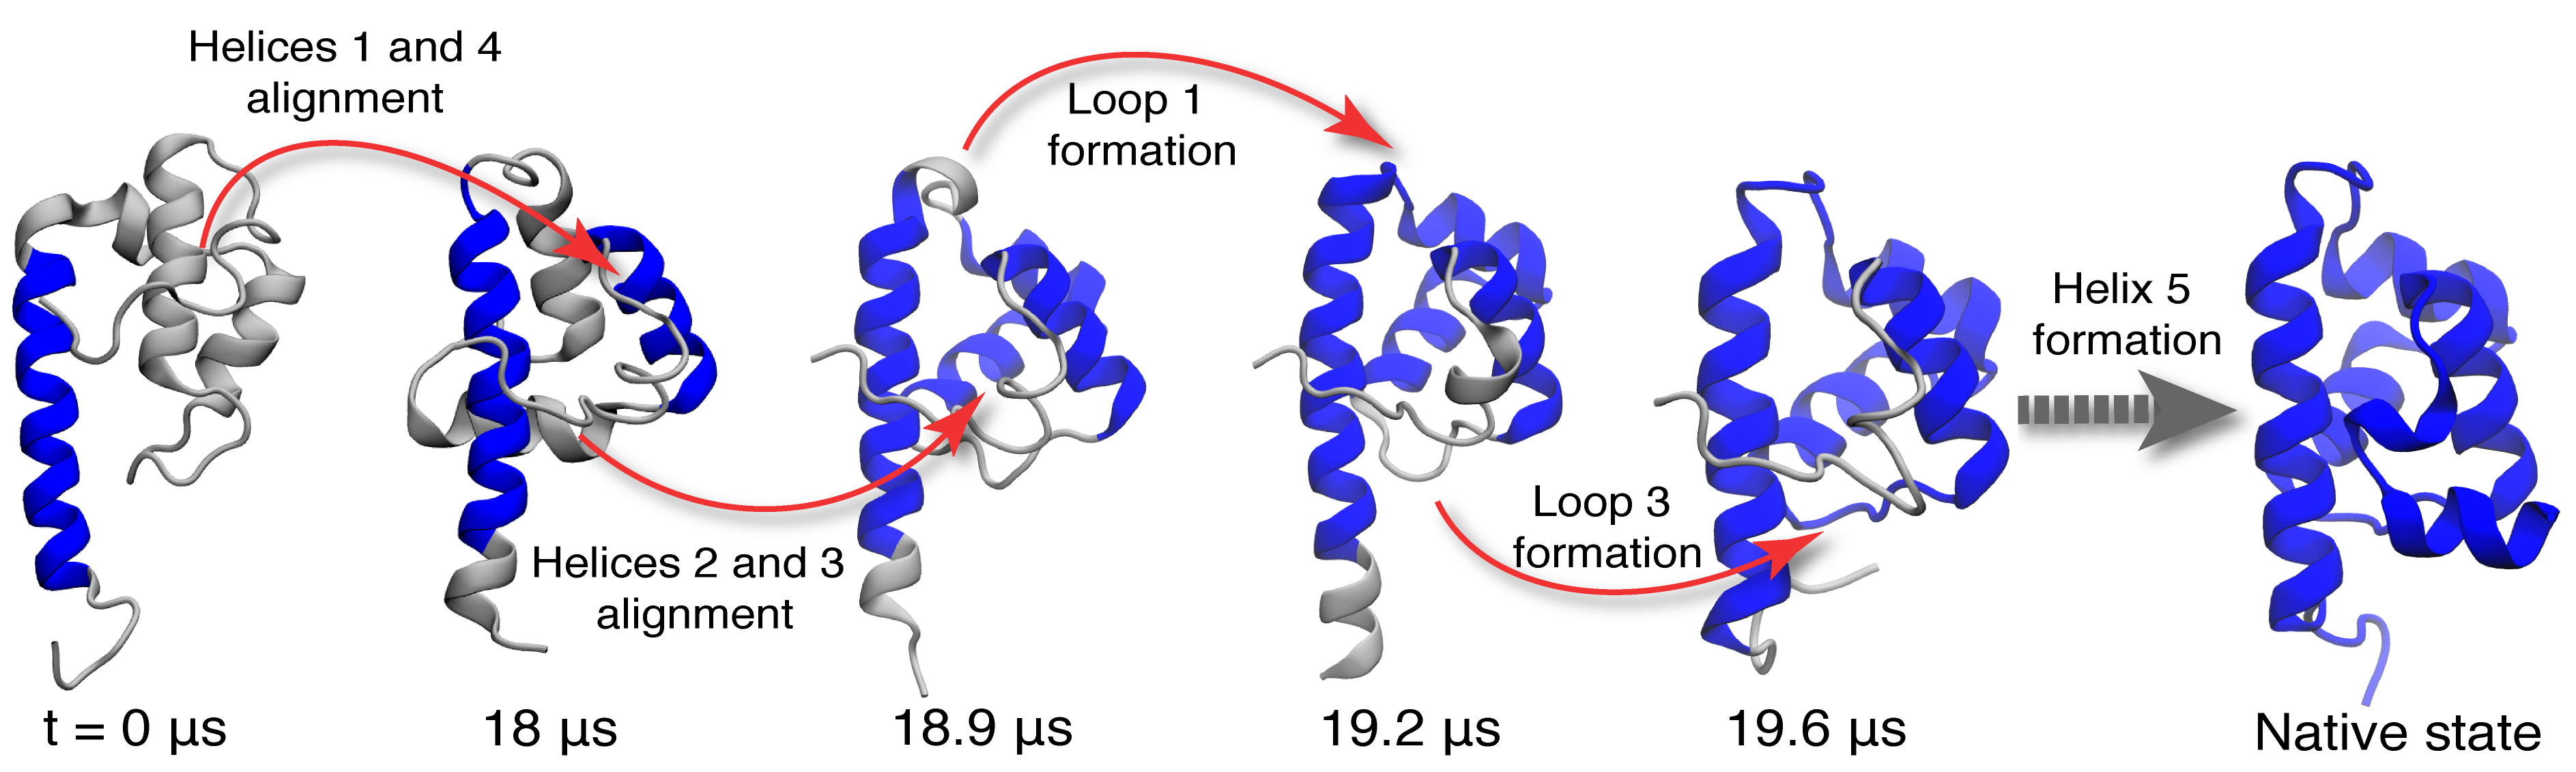 Helices 1 and 4
alignment
Loop 1
formation
Helix 5
formation
Loop 3
formation
Helices 2 and 3
alignment
t = 0 μs
18 μs
18.9 μs
19.2 μs
19.6 μs
Native state